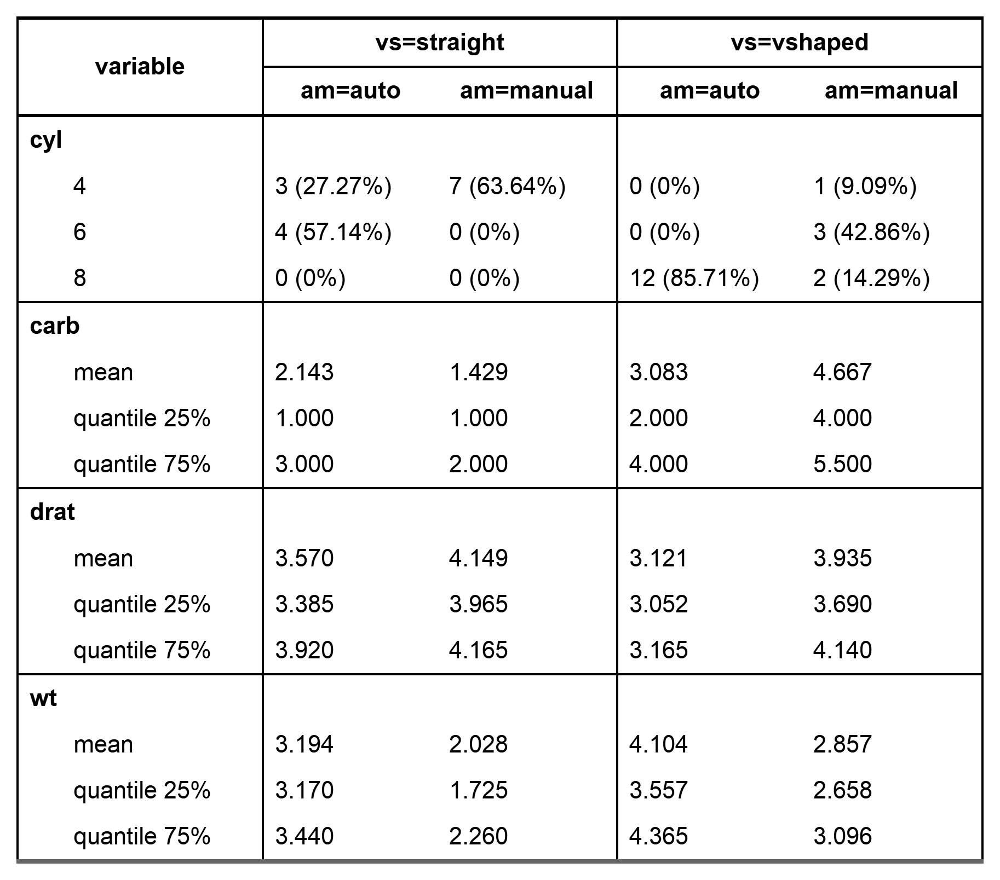 vs=straight vs=vshaped
variable
am=auto am=manual am=auto am=manual
cyl
4 3 (27.27%) 7 (63.64%) 0 (0%) 1 (9.09%)
6 4 (57.14%) 0 (0%) 0 (0%) 3 (42.86%)
8 0 (0%) 0 (0%) 12 (85.71%) 2 (14.29%)
carb
mean 2.143 1.429 3.083 4.667
quantile 25% 1.000 1.000 2.000 4.000
quantile 75% 3.000 2.000 4.000 5.500
drat
mean 3.570 4.149 3.121 3.935
quantile 25% 3.385 3.965 3.052 3.690
quantile 75% 3.920 4.165 3.165 4.140
wt
mean 3.194 2.028 4.104 2.857
quantile 25% 3.170 1.725 3.557 2.658
quantile 75% 3.440 2.260 4.365 3.096